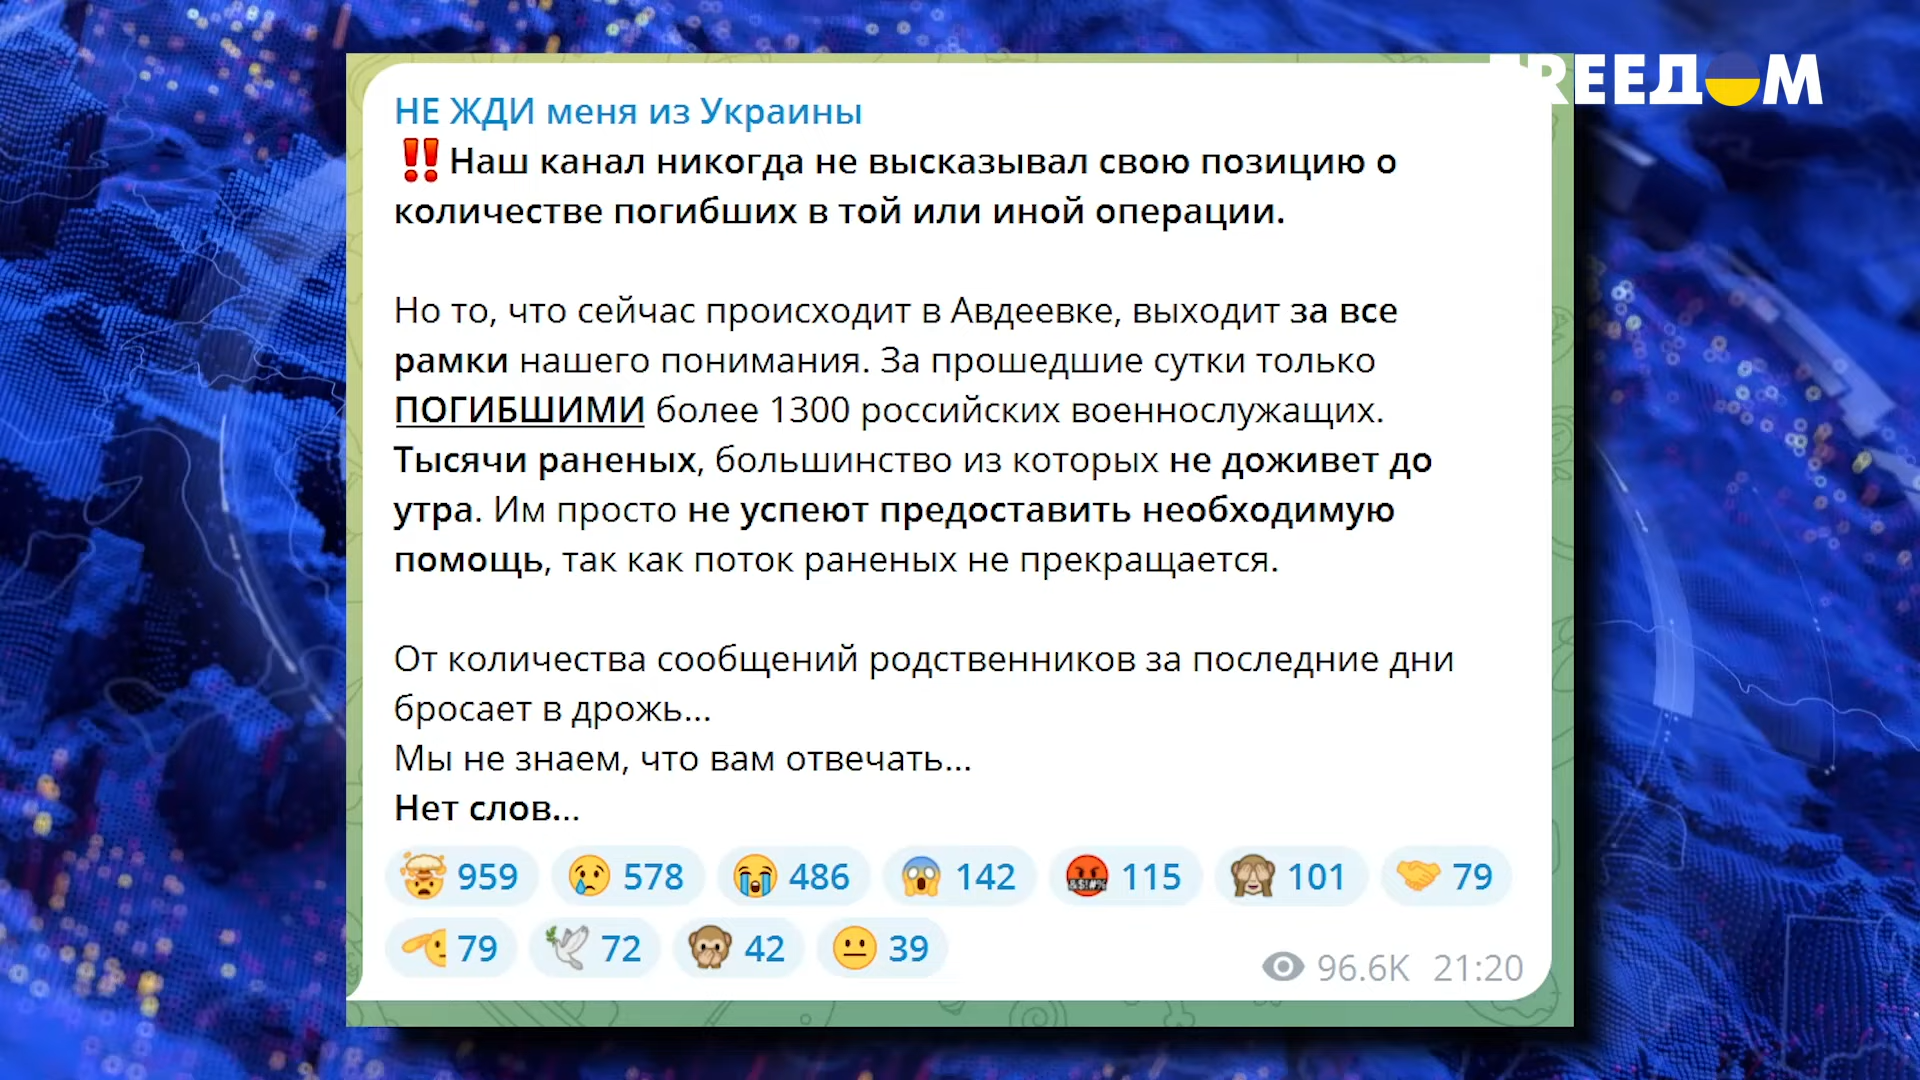 FREEДOM
НЕ ЖДИ меня из Украины
‼️Наш канал никогда не высказывал свою позицию о
количестве погибших в той или иной операции.
Но то, что сейчас происходит в Авдеевке, выходит за все
рамки нашего понимания. За прошедшие сутки только
ПОГИБШИМИ более 1300 российских военнослужащих.
Тысячи раненых, большинство из которых не доживет до
утра. Им просто не успеют предоставить необходимую
помощь, так как поток раненых не прекращается.
От количества сообщений родственников за последние дни
бросает в дрожь...
Мы не знаем, что вам отвечать...
Нет слов...
959 578 486 142 115 101 79
79 72 42 39
96.6K 21:20